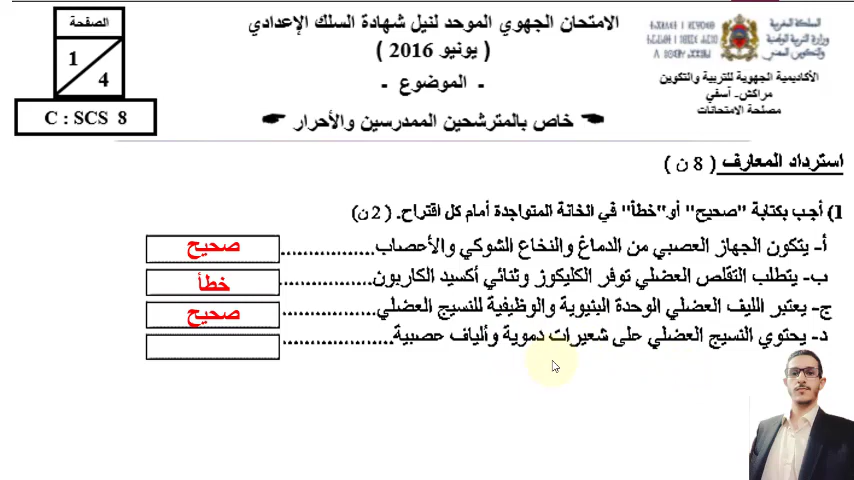 الامتحان الجهوي الموحد لنيل شهادة السلك الإعدادي
( يونيو 2016 )
- الموضوع -
خاص بالمترشحين الممدرسين والأحرار
المملكة المغربية
وزارة التربية الوطنية
والتكوين المهني
الأكاديمية الجهوية للتربية والتكوين
مراكش- آسفي
مصلحة الامتحانات
الصفحة
1
4
C : SCS 8
استرداد المعارف ( 8 ن )
1) أجب بكتابة "صحيح" أو"خطأ" في الخانة المتواجدة أمام كل اقتراح. ( 2 ن)
أ- يتكون الجهاز العصبي من الدماغ والنخاع الشوكي والأعصاب.................. صحيح
ب- يتطلب التقلص العضلي توفر الكليكوز وثنائي أكسيد الكاربون................. خطأ
ج- يعتبر الليف العضلي الوحدة البنيوية والوظيفية للنسيج العضلي................. صحيح
د- يحتوي النسيج العضلي على شعيرات دموية وألياف عصبية....................